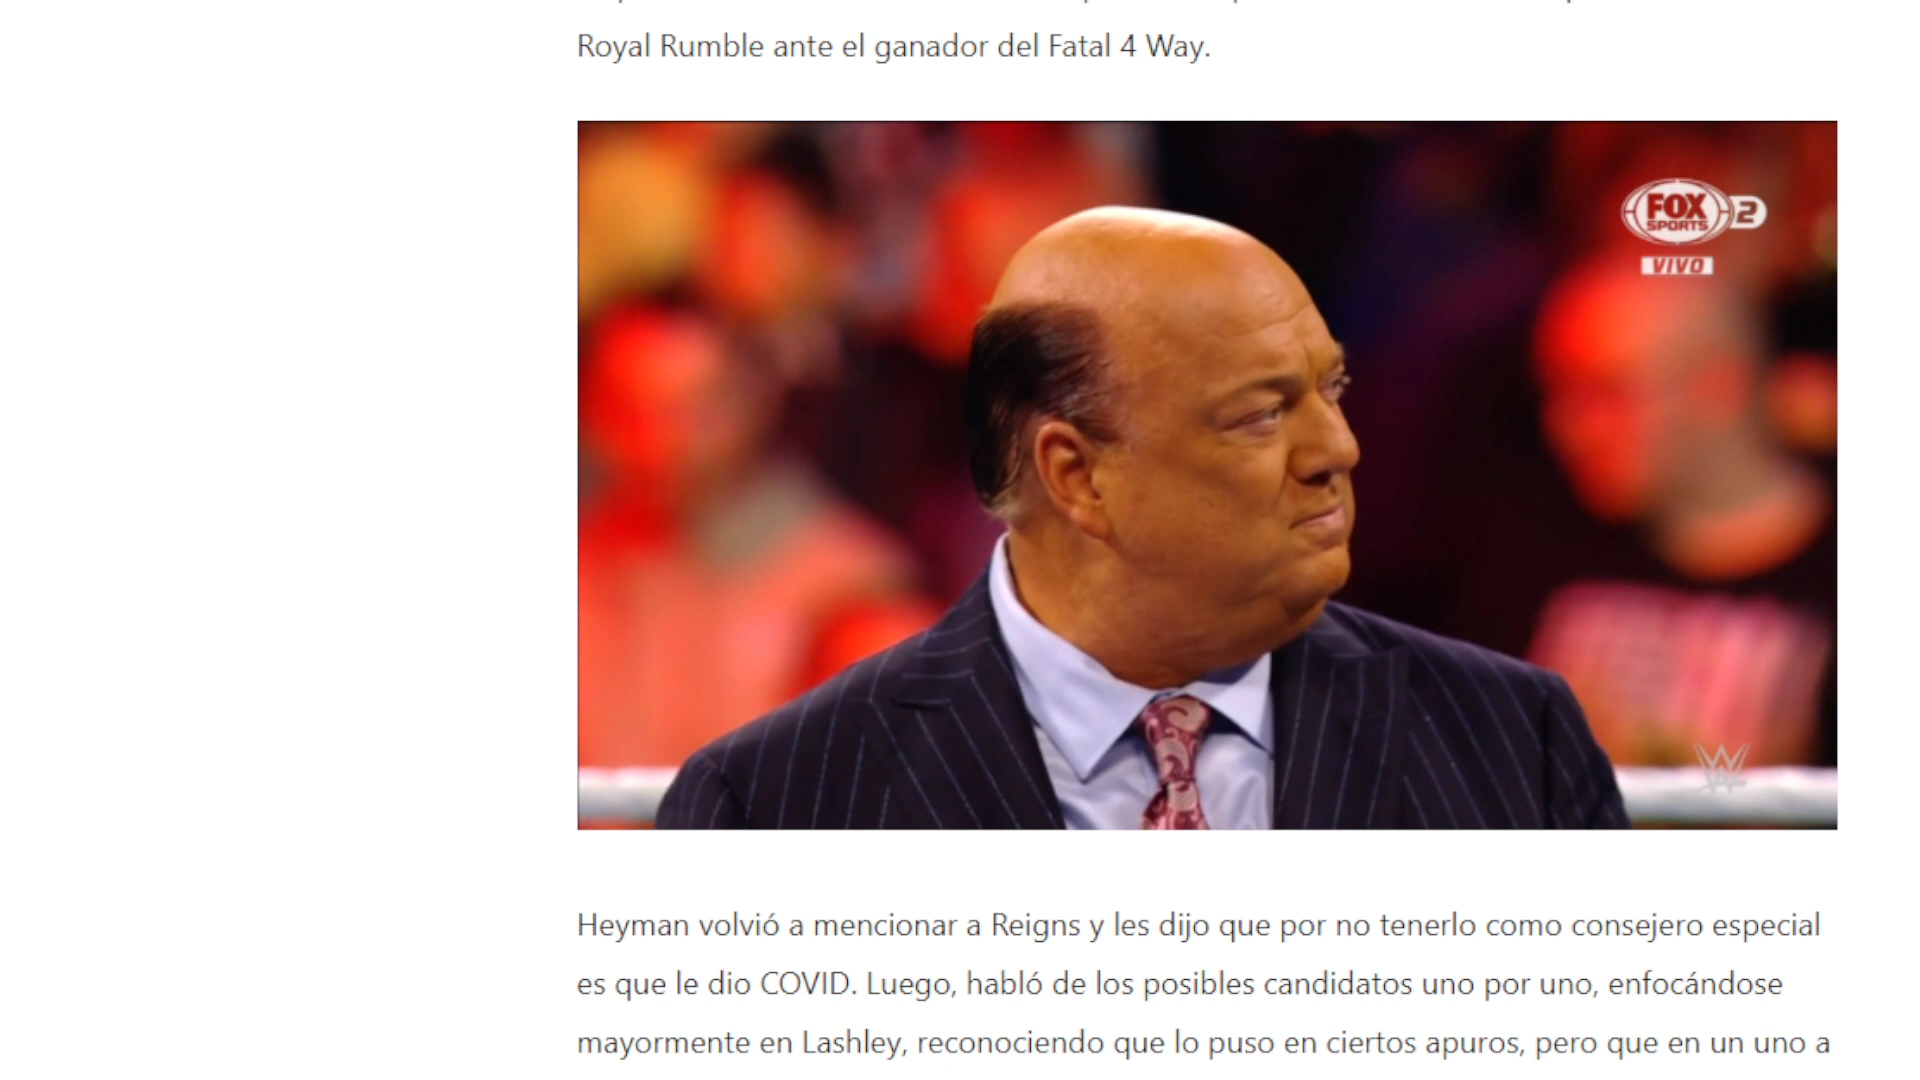 Royal Rumble ante el ganador del Fatal 4 Way.
FOX
SPORTS
2
VIVO
W
Heyman volvió a mencionar a Reigns y les dijo que por no tenerlo como consejero especial
es que le dio COVID. Luego, habló de los posibles candidatos uno por uno, enfocándose
mayormente en Lashley, reconociendo que lo puso en ciertos apuros, pero que en un uno a